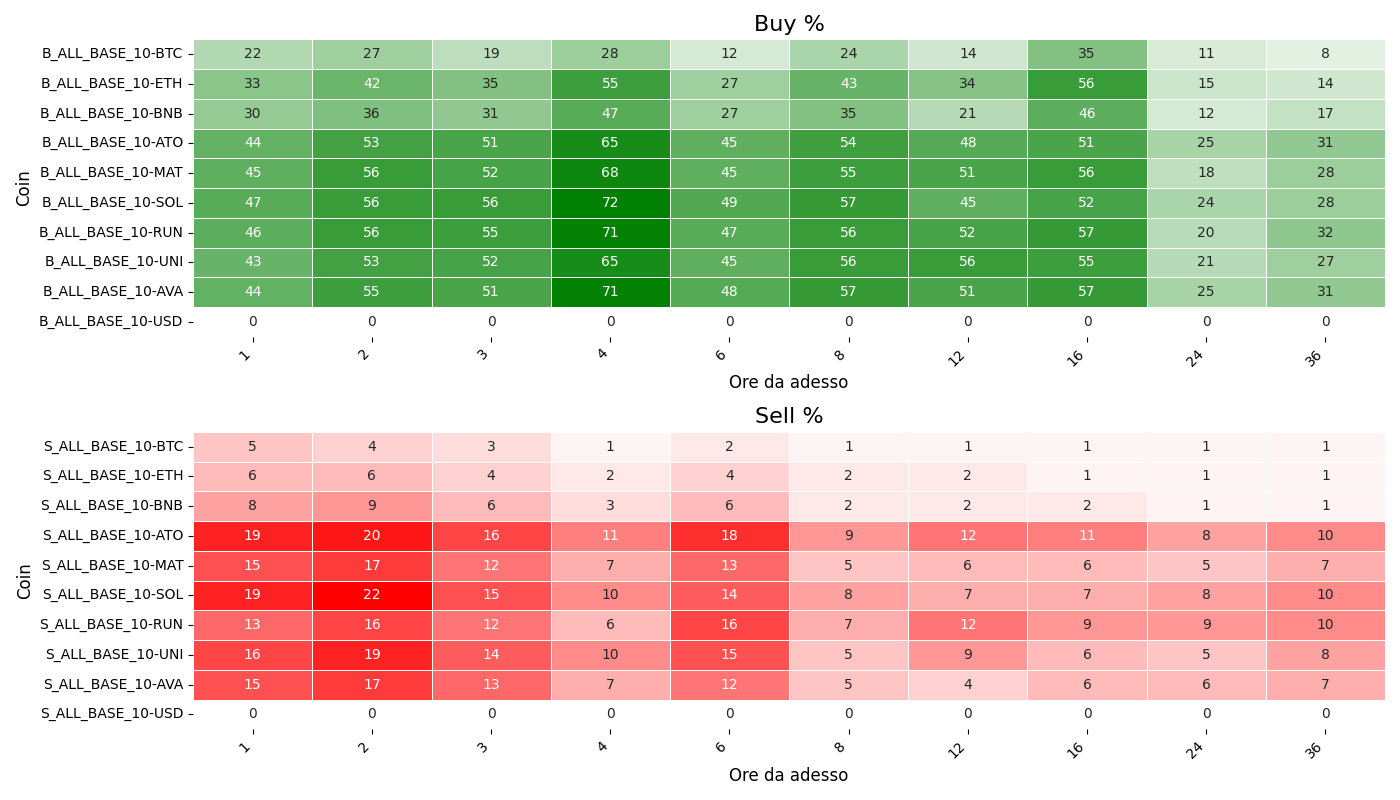 Buy %
Coin
B_ALL_BASE_10-BTC 22 27 19 28 12 24 14 35 11 8
B_ALL_BASE_10-ETH 33 42 35 55 27 43 34 56 15 14
B_ALL_BASE_10-BNB 30 36 31 47 27 35 21 46 12 17
B_ALL_BASE_10-ATO 44 53 51 65 45 54 48 51 25 31
B_ALL_BASE_10-MAT 45 56 52 68 45 55 51 56 18 28
B_ALL_BASE_10-SOL 47 56 56 72 49 57 45 52 24 28
B_ALL_BASE_10-RUN 46 56 55 71 47 56 52 57 20 32
B_ALL_BASE_10-UNI 43 53 52 65 45 56 56 55 21 27
B_ALL_BASE_10-AVA 44 55 51 71 48 57 51 57 25 31
B_ALL_BASE_10-USD 0 0 0 0 0 0 0 0 0 0
1 2 3 4 6 8 12 16 24 36
Ore da adesso
Sell %
Coin
S_ALL_BASE_10-BTC 5 4 3 1 2 1 1 1 1 1
S_ALL_BASE_10-ETH 6 6 4 2 4 2 2 1 1 1
S_ALL_BASE_10-BNB 8 9 6 3 6 2 2 2 1 1
S_ALL_BASE_10-ATO 19 20 16 11 18 9 12 11 8 10
S_ALL_BASE_10-MAT 15 17 12 7 13 5 6 6 5 7
S_ALL_BASE_10-SOL 19 22 15 10 14 8 7 7 8 10
S_ALL_BASE_10-RUN 13 16 12 6 16 7 12 9 9 10
S_ALL_BASE_10-UNI 16 19 14 10 15 5 9 6 5 8
S_ALL_BASE_10-AVA 15 17 13 7 12 5 4 6 6 7
S_ALL_BASE_10-USD 0 0 0 0 0 0 0 0 0 0
1 2 3 4 6 8 12 16 24 36
Ore da adesso